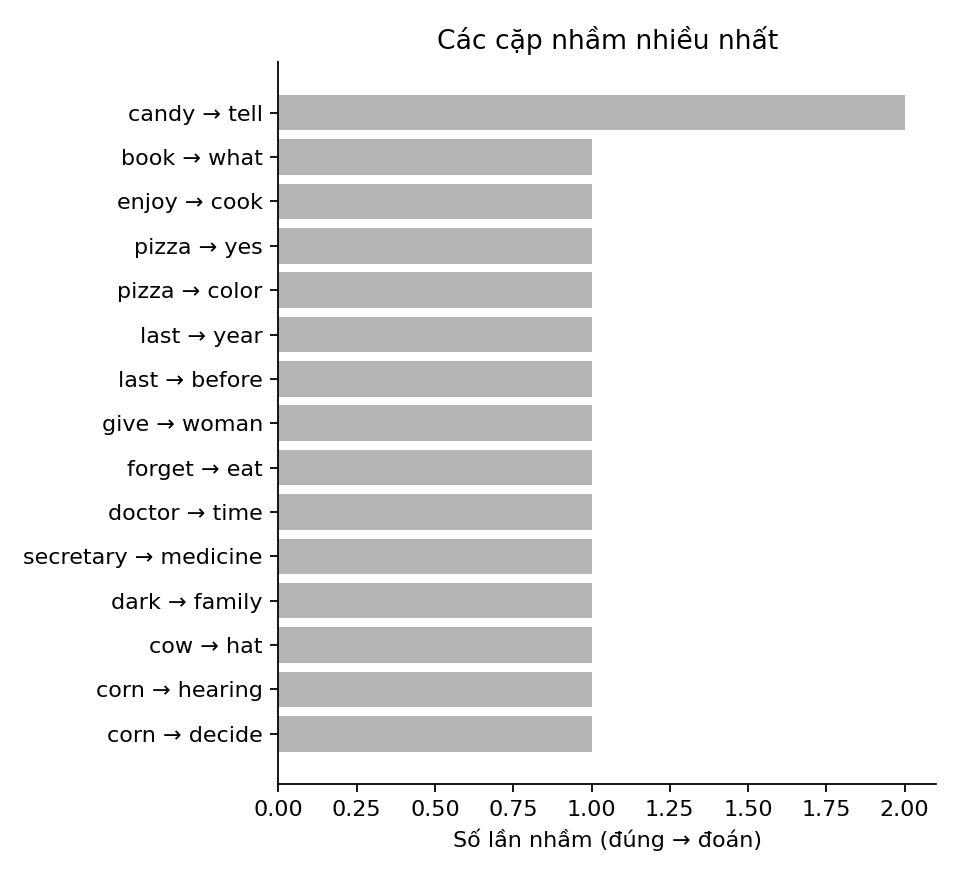 Các cặp nhầm nhiều nhất
candy → tell
book → what
enjoy → cook
pizza → yes
pizza → color
last → year
last → before
give → woman
forget → eat
doctor → time
secretary → medicine
dark → family
cow → hat
corn → hearing
corn → decide
0.00 0.25 0.50 0.75 1.00 1.25 1.50 1.75 2.00
Số lần nhầm (đúng → đoán)